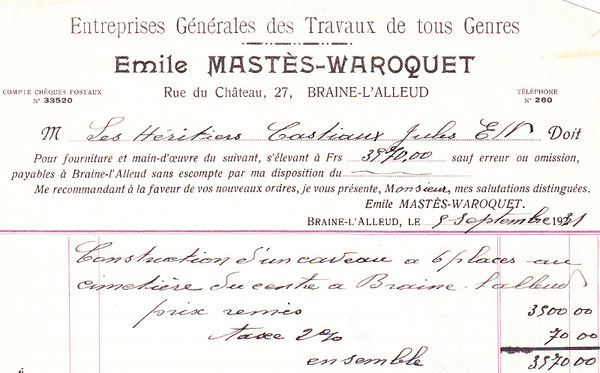 Entreprises Générales des Travaux de tous Genres
Emile MASTÈS-WAROQUET
COMPTE CHÈQUES POSTAUX
N° 33520
Rue du Château, 27, BRAINE-L'ALLEUD
TÉLÉPHONE
N° 260
M Les Héritiers Castiaux Jules E/V Doit
Pour fourniture et main-d'œuvre du suivant, s'élevant à Frs 3570,00 sauf erreur ou omission,
payables à Braine-l'Alleud sans escompte par ma disposition du
Me recommandant à la faveur de vos nouveaux ordres, je vous présente, Monsieur, mes salutations distinguées.
Emile MASTÈS-WAROQUET.
BRAINE-L'ALLEUD, LE 9 Septembre 1931
Construction d'un caveau a 6 places au
cimetière du centre a Braine-l'alleud
prix remis 3500 00
taxe 2% 70 00
ensemble 3570 00